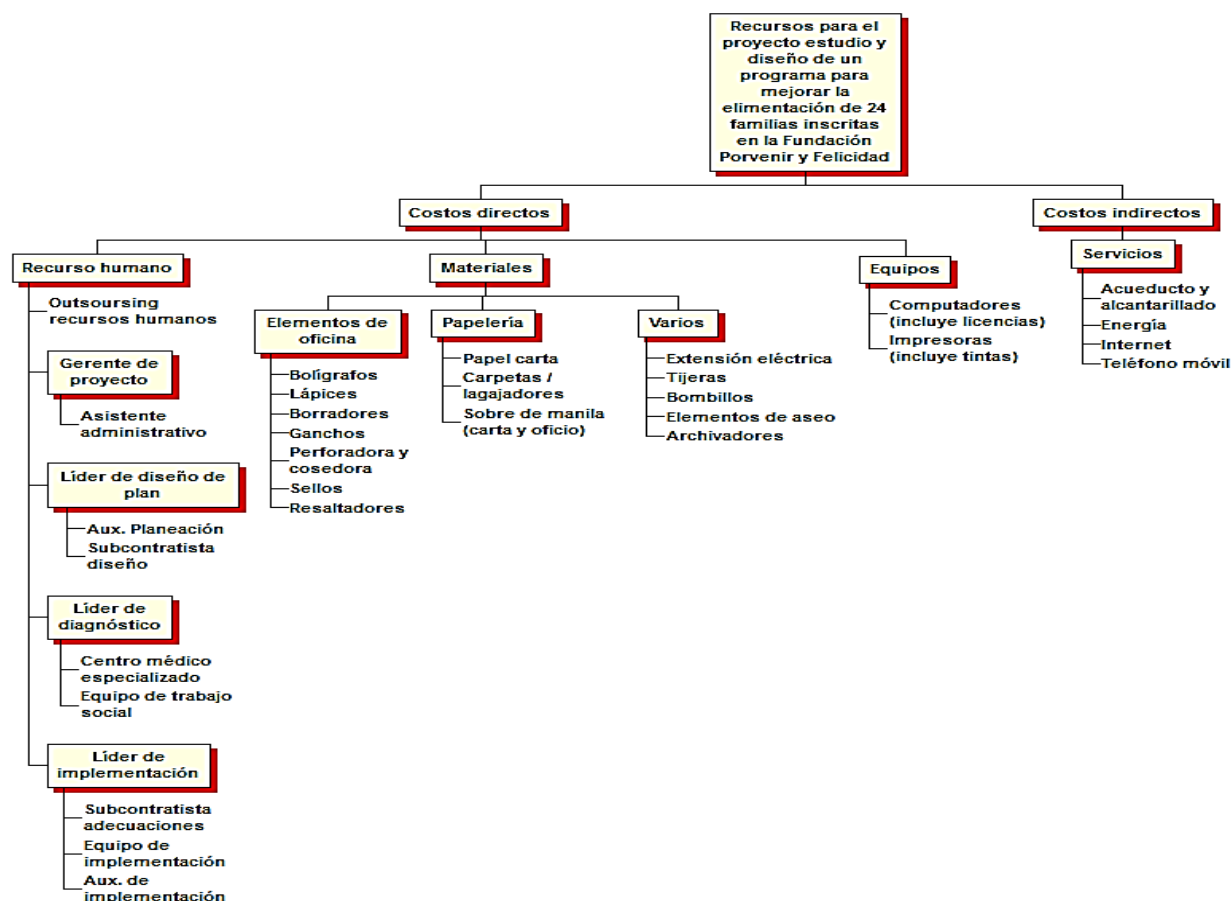 Recursos para el
proyecto estudio y
diseño de un
programa para
mejorar la
elimentación de 24
familias inscritas
en la Fundación
Porvenir y Felicidad
Costos directos
Costos indirectos
Recurso humano
Outsoursing
recursos humanos
Gerente de
proyecto
Asistente
administrativo
Líder de diseño de
plan
Aux. Planeación
Subcontratista
diseño
Líder de
diagnóstico
Centro médico
especializado
Equipo de trabajo
social
Líder de
implementación
Subcontratista
adecuaciones
Equipo de
implementación
Aux. de
implementación
Materiales
Elementos de
oficina
Bolígrafos
Lápices
Borradores
Ganchos
Perforadora y
cosedora
Sellos
Resaltadores
Papelería
Papel carta
Carpetas /
lagajadores
Sobre de manila
(carta y oficio)
Varios
Extensión eléctrica
Tijeras
Bombillos
Elementos de aseo
Archivadores
Equipos
Computadores
(incluye licencias)
Impresoras
(incluye tintas)
Servicios
Acueducto y
alcantarillado
Energía
Internet
Teléfono móvil